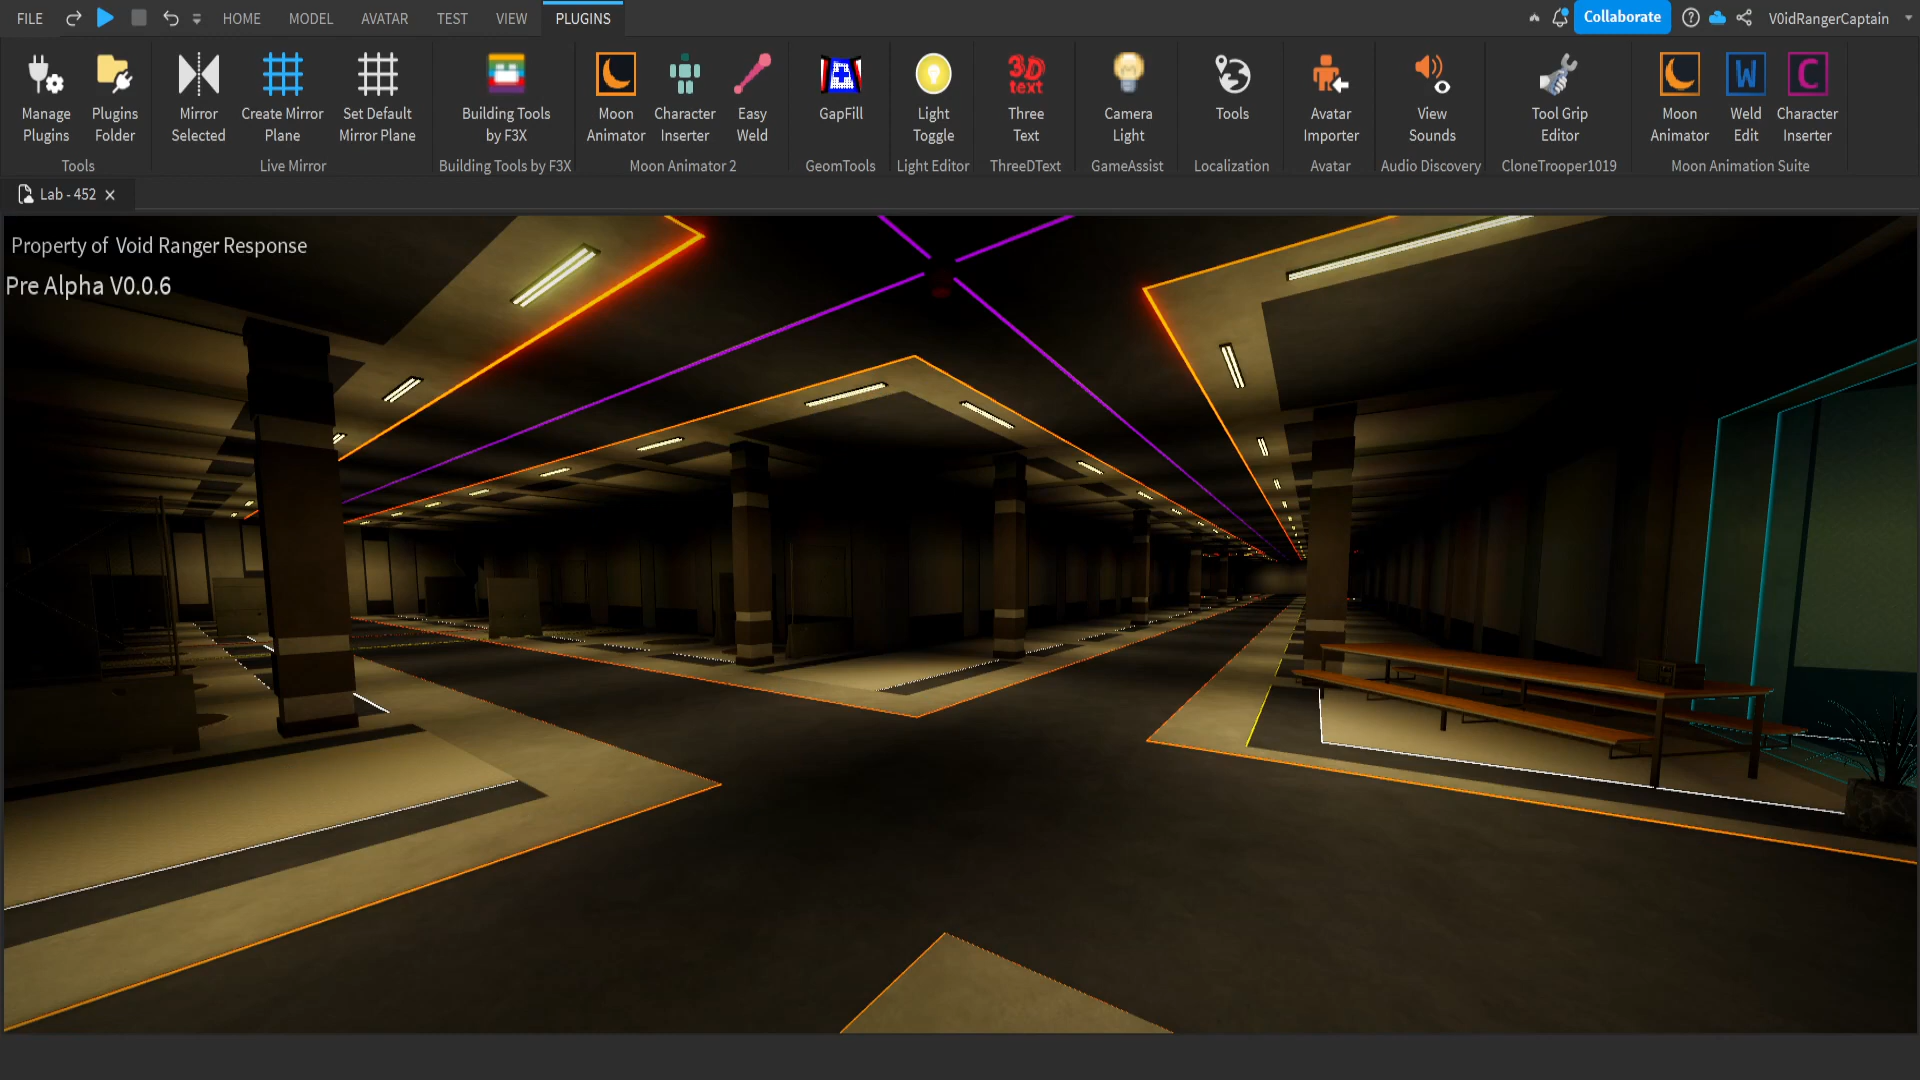 FILE
HOME
MODEL
AVATAR
TEST
VIEW
PLUGINS
Collaborate
V0idRangerCaptain
Manage Plugins
Plugins Folder
Tools
Mirror Selected
Create Mirror Plane
Set Default Mirror Plane
Live Mirror
Building Tools by F3X
Building Tools by F3X
Moon Animator
Character Inserter
Easy Weld
Moon Animator 2
GapFill
GeomTools
Light Toggle
Light Editor
3D text
Three Text
ThreeDText
Camera Light
GameAssist
Tools
Localization
Avatar Importer
Avatar
View Sounds
Audio Discovery
Tool Grip Editor
CloneTrooper1019
Moon Animator
W
Weld Edit
C
Character Inserter
Moon Animation Suite
Lab - 452
Property of Void Ranger Response
Pre Alpha V0.0.6